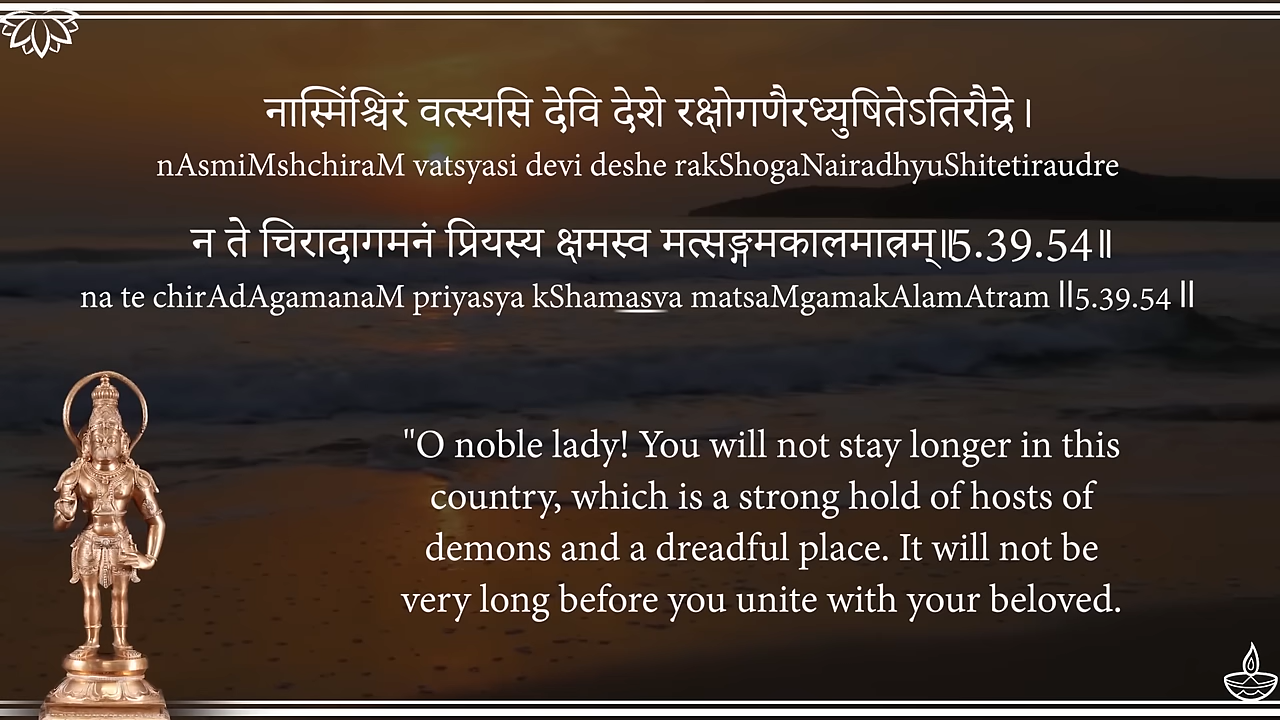 नास्मिंश्चिरं वत्स्यसि देवि देशे रक्षोगणैरध्युषितेऽतिरौद्रे ।
nAsmiMshchiraM vatsyasi devi deshe rakShogaNairadhyuShitetiraudre
न ते चिरादागमनं प्रियस्य क्षमस्व मत्सङ्गमकालमात्रम्॥5.39.54॥
na te chirAdAgamanaM priyasya kShamasva matsaMgamakAlamAtram ॥5.39.54 ॥
"O noble lady! You will not stay longer in this
country, which is a strong hold of hosts of
demons and a dreadful place. It will not be
very long before you unite with your beloved.